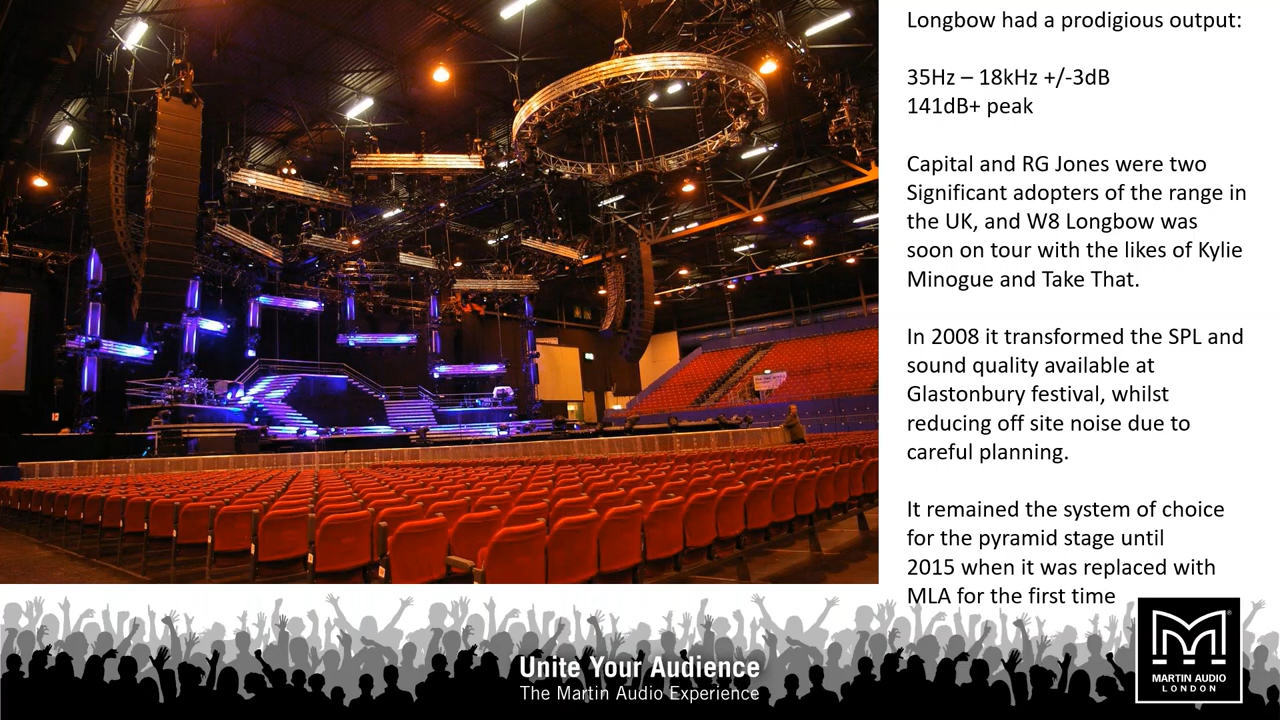 Longbow had a prodigious output:
35Hz – 18kHz +/-3dB
141dB+ peak
Capital and RG Jones were two
Significant adopters of the range in
the UK, and W8 Longbow was
soon on tour with the likes of Kylie
Minogue and Take That.
In 2008 it transformed the SPL and
sound quality available at
Glastonbury festival, whilst
reducing off site noise due to
careful planning.
It remained the system of choice
for the pyramid stage until
2015 when it was replaced with
MLA for the first time
Unite Your Audience
The Martin Audio Experience
MARTIN AUDIO
LONDON